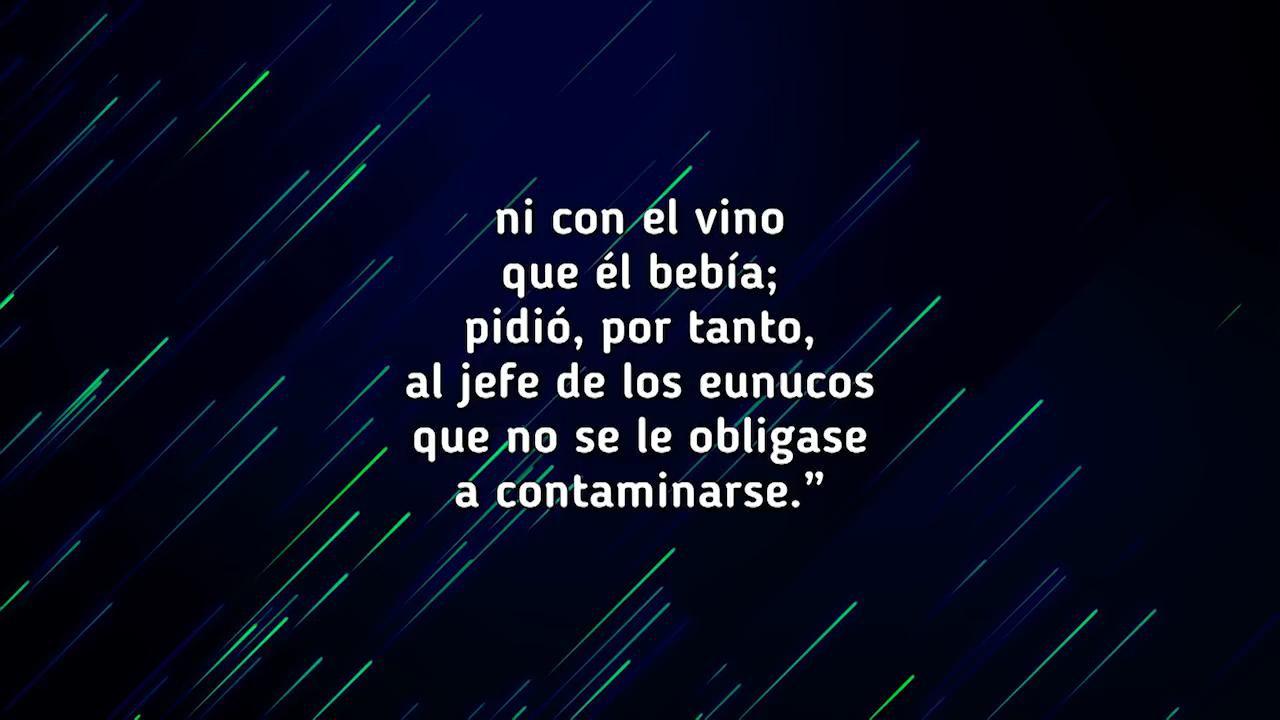 ni con el vino
que él bebía;
pidió, por tanto,
al jefe de los eunucos
que no se le obligase
a contaminarse.”